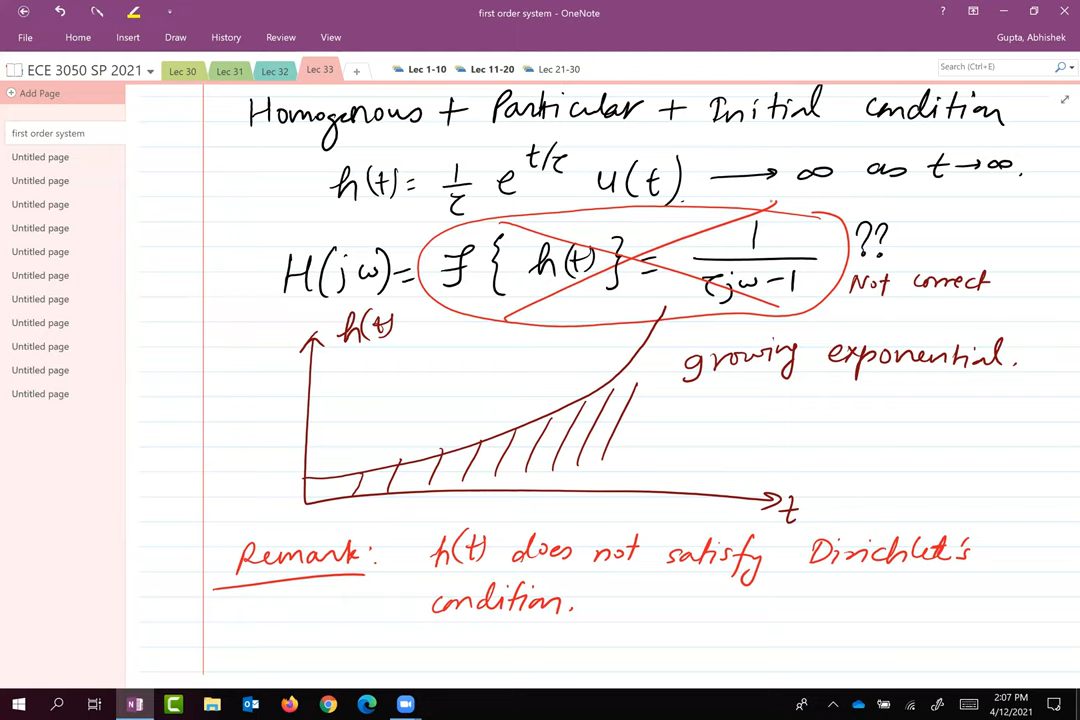 first order system - OneNote
?
File Home Insert Draw History Review View
Gupta, Abhishek
ECE 3050 SP 2021 Lec 30 Lec 31 Lec 32 Lec 33 + Lec 1-10 Lec 11-20 Lec 21-30
Search (Ctrl+E)
Add Page
first order system
Untitled page
Untitled page
Untitled page
Untitled page
Untitled page
Untitled page
Untitled page
Untitled page
Untitled page
Untitled page
Untitled page
Homogenous + Particular + Initial condition
h(t) = 1/τ e^{t/τ} u(t). → ∞ as t → ∞.
H(jω) = F{ h(t) } = 1/(τjω - 1) ??
Not correct
h(t)
growing exponential.
t
Remark: h(t) does not satisfy Dirichlet's
condition.
2:07 PM
4/12/2021